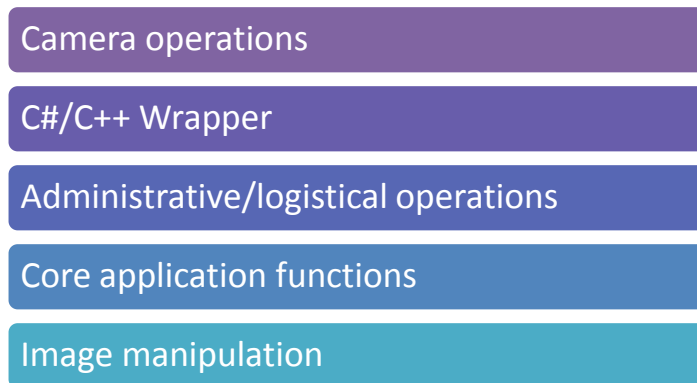 Camera operations
C#/C++ Wrapper
Administrative/logistical operations
Core application functions
Image manipulation